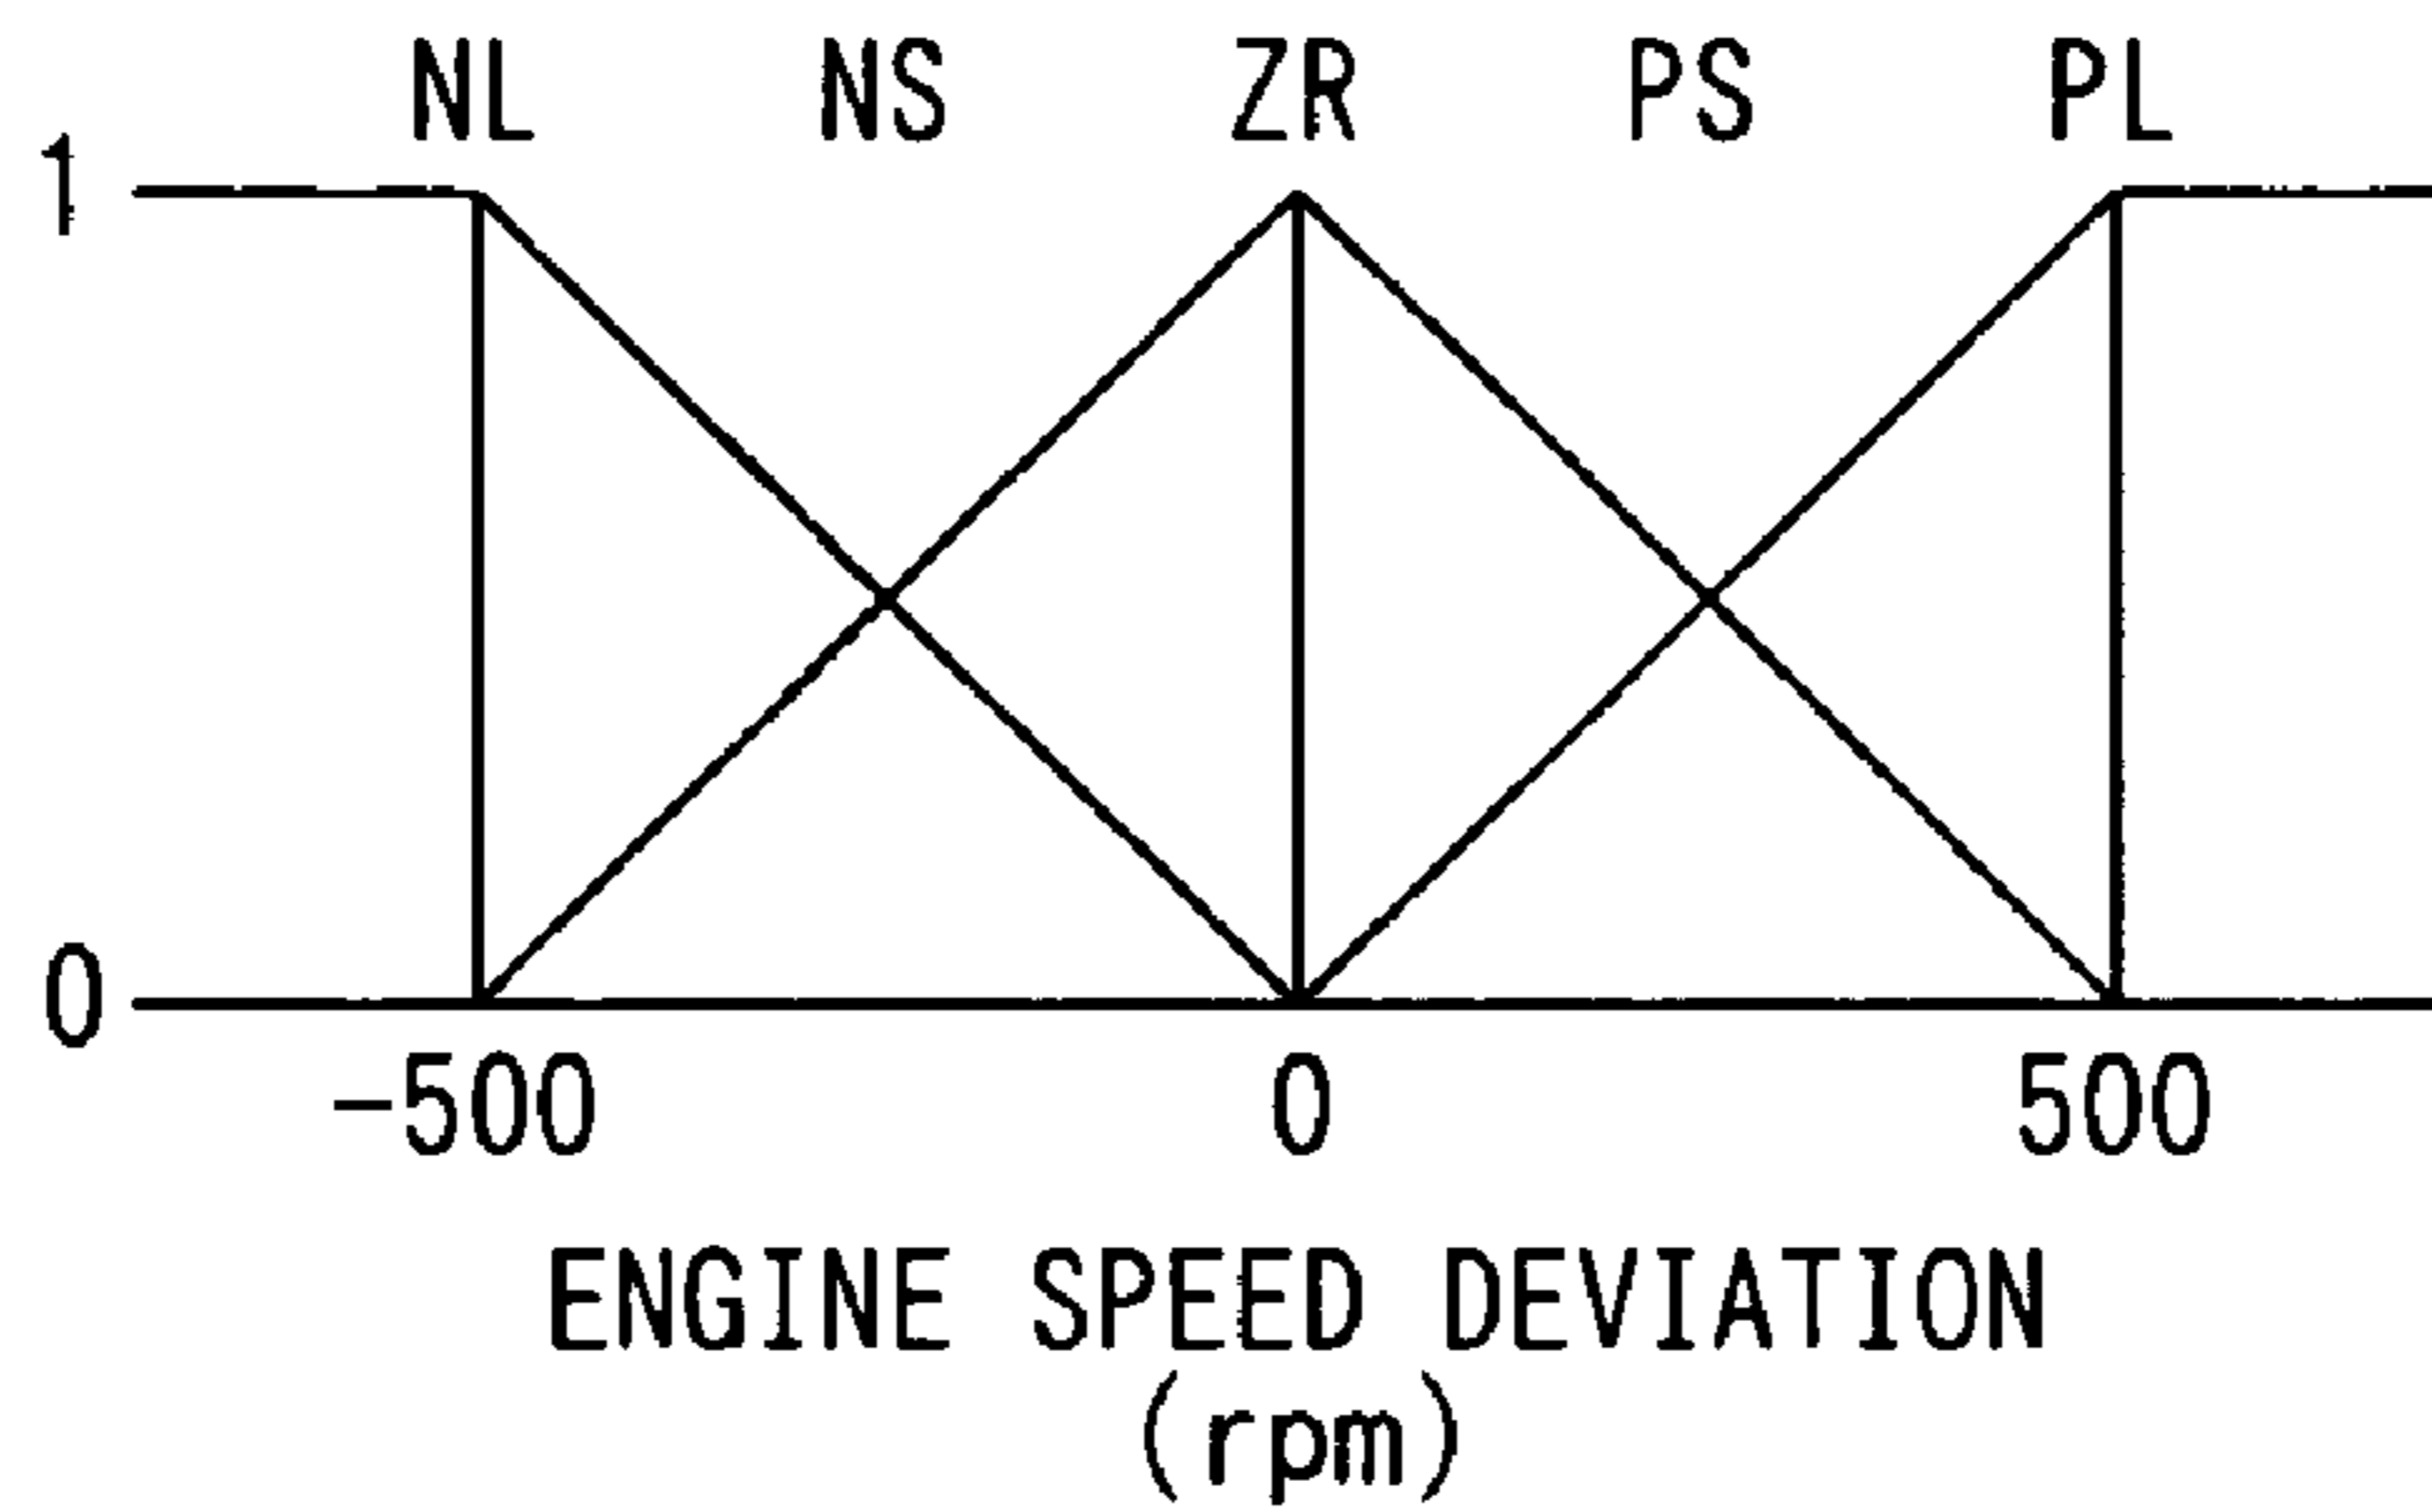 NL NS ZR PS PL
1
0
-500 0 500
ENGINE SPEED DEVIATION
(rpm)